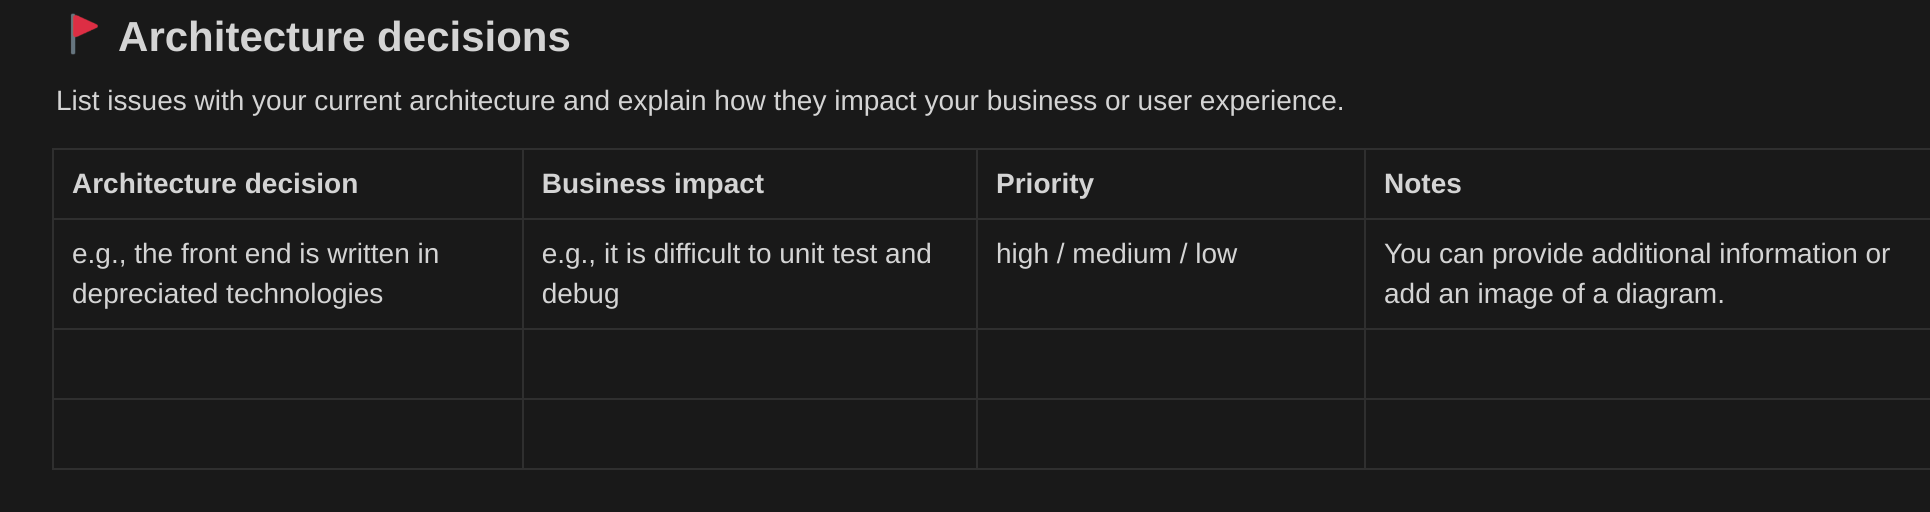 Architecture decisions
List issues with your current architecture and explain how they impact your business or user experience.
Architecture decision
Business impact
Priority
Notes
e.g., the front end is written in
depreciated technologies
e.g., it is difficult to unit test and
debug
high / medium / low
You can provide additional information or
add an image of a diagram.